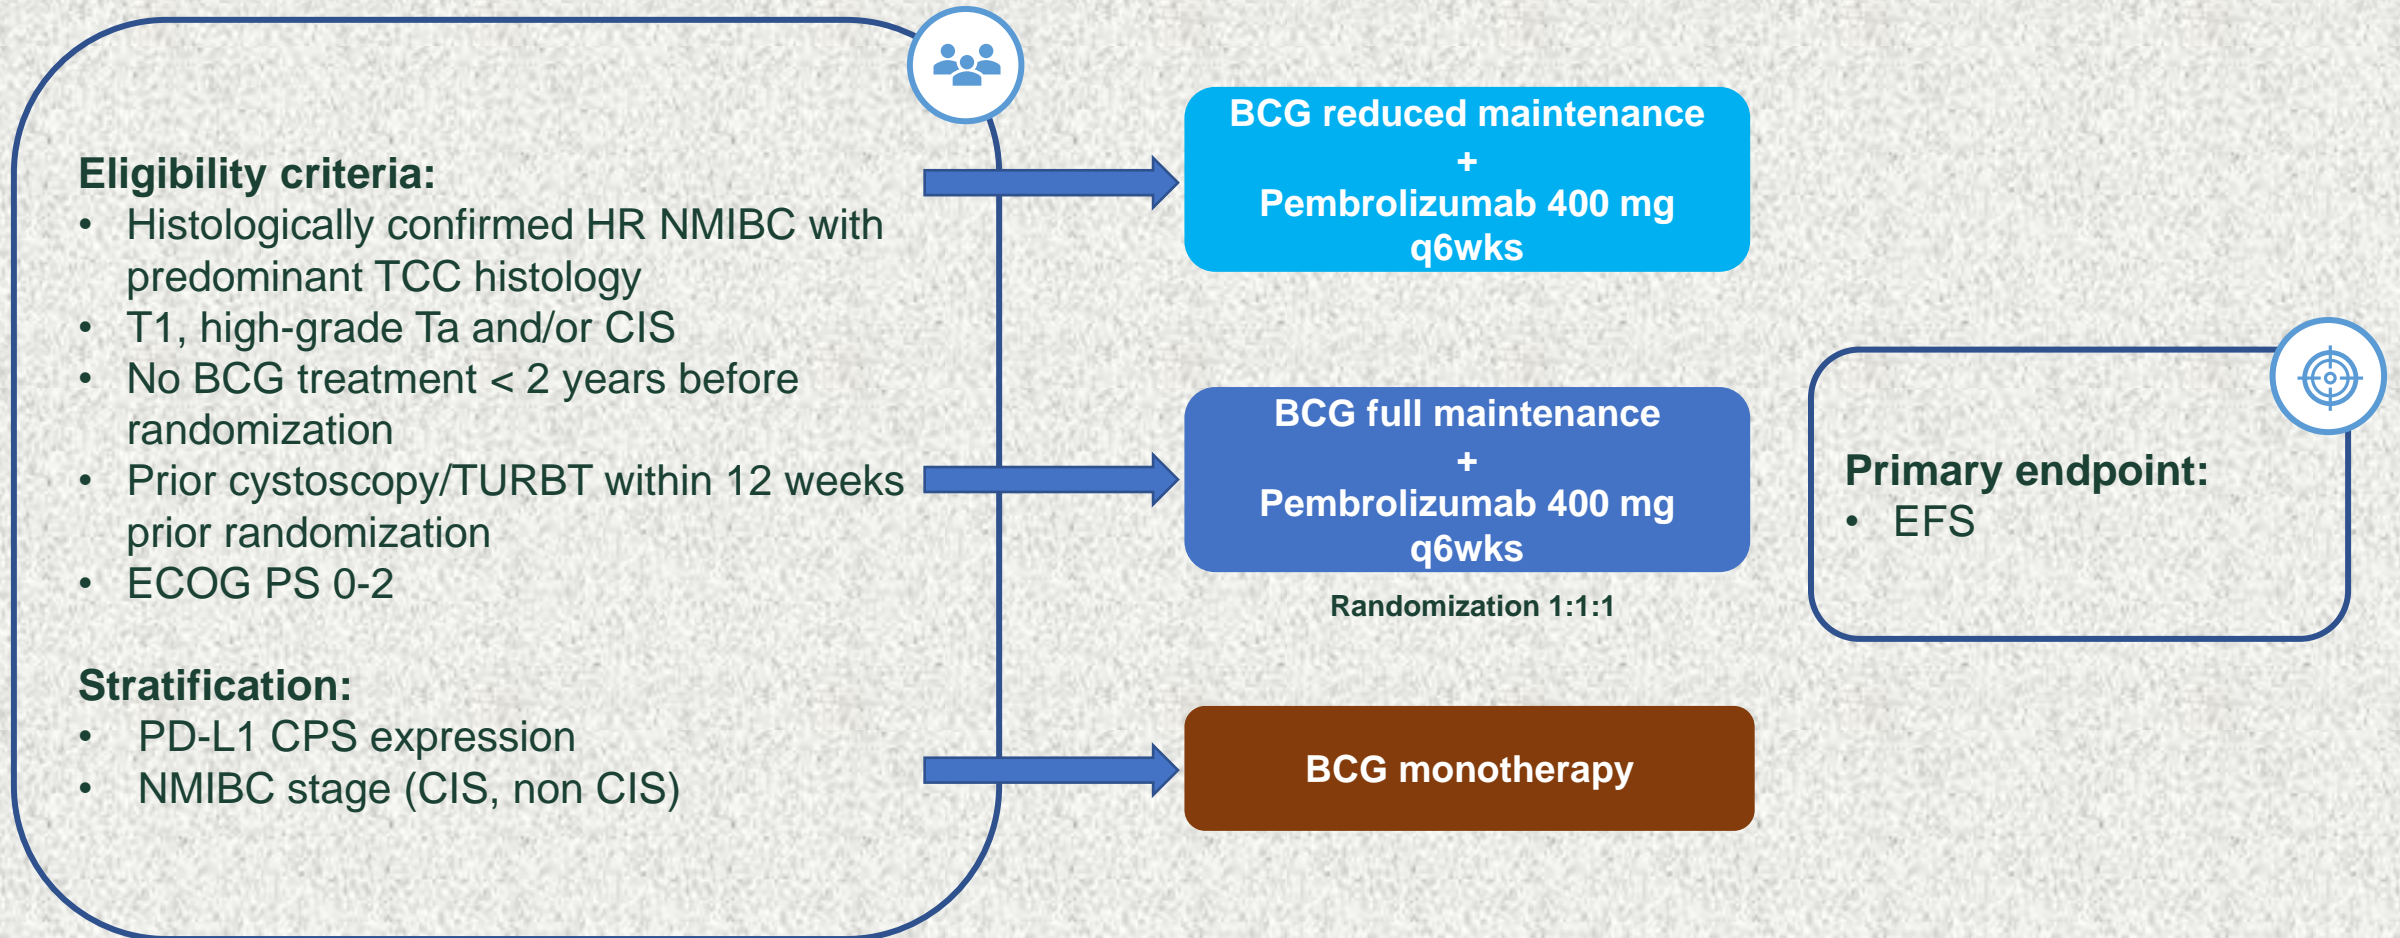 Eligibility criteria:
• Histologically confirmed HR NMIBC with
predominant TCC histology
• T1, high-grade Ta and/or CIS
• No BCG treatment < 2 years before
randomization
• Prior cystoscopy/TURBT within 12 weeks
prior randomization
• ECOG PS 0-2
Stratification:
• PD-L1 CPS expression
• NMIBC stage (CIS, non CIS)
BCG reduced maintenance
+
Pembrolizumab 400 mg
q6wks
BCG full maintenance
+
Pembrolizumab 400 mg
q6wks
Randomization 1:1:1
BCG monotherapy
Primary endpoint:
• EFS